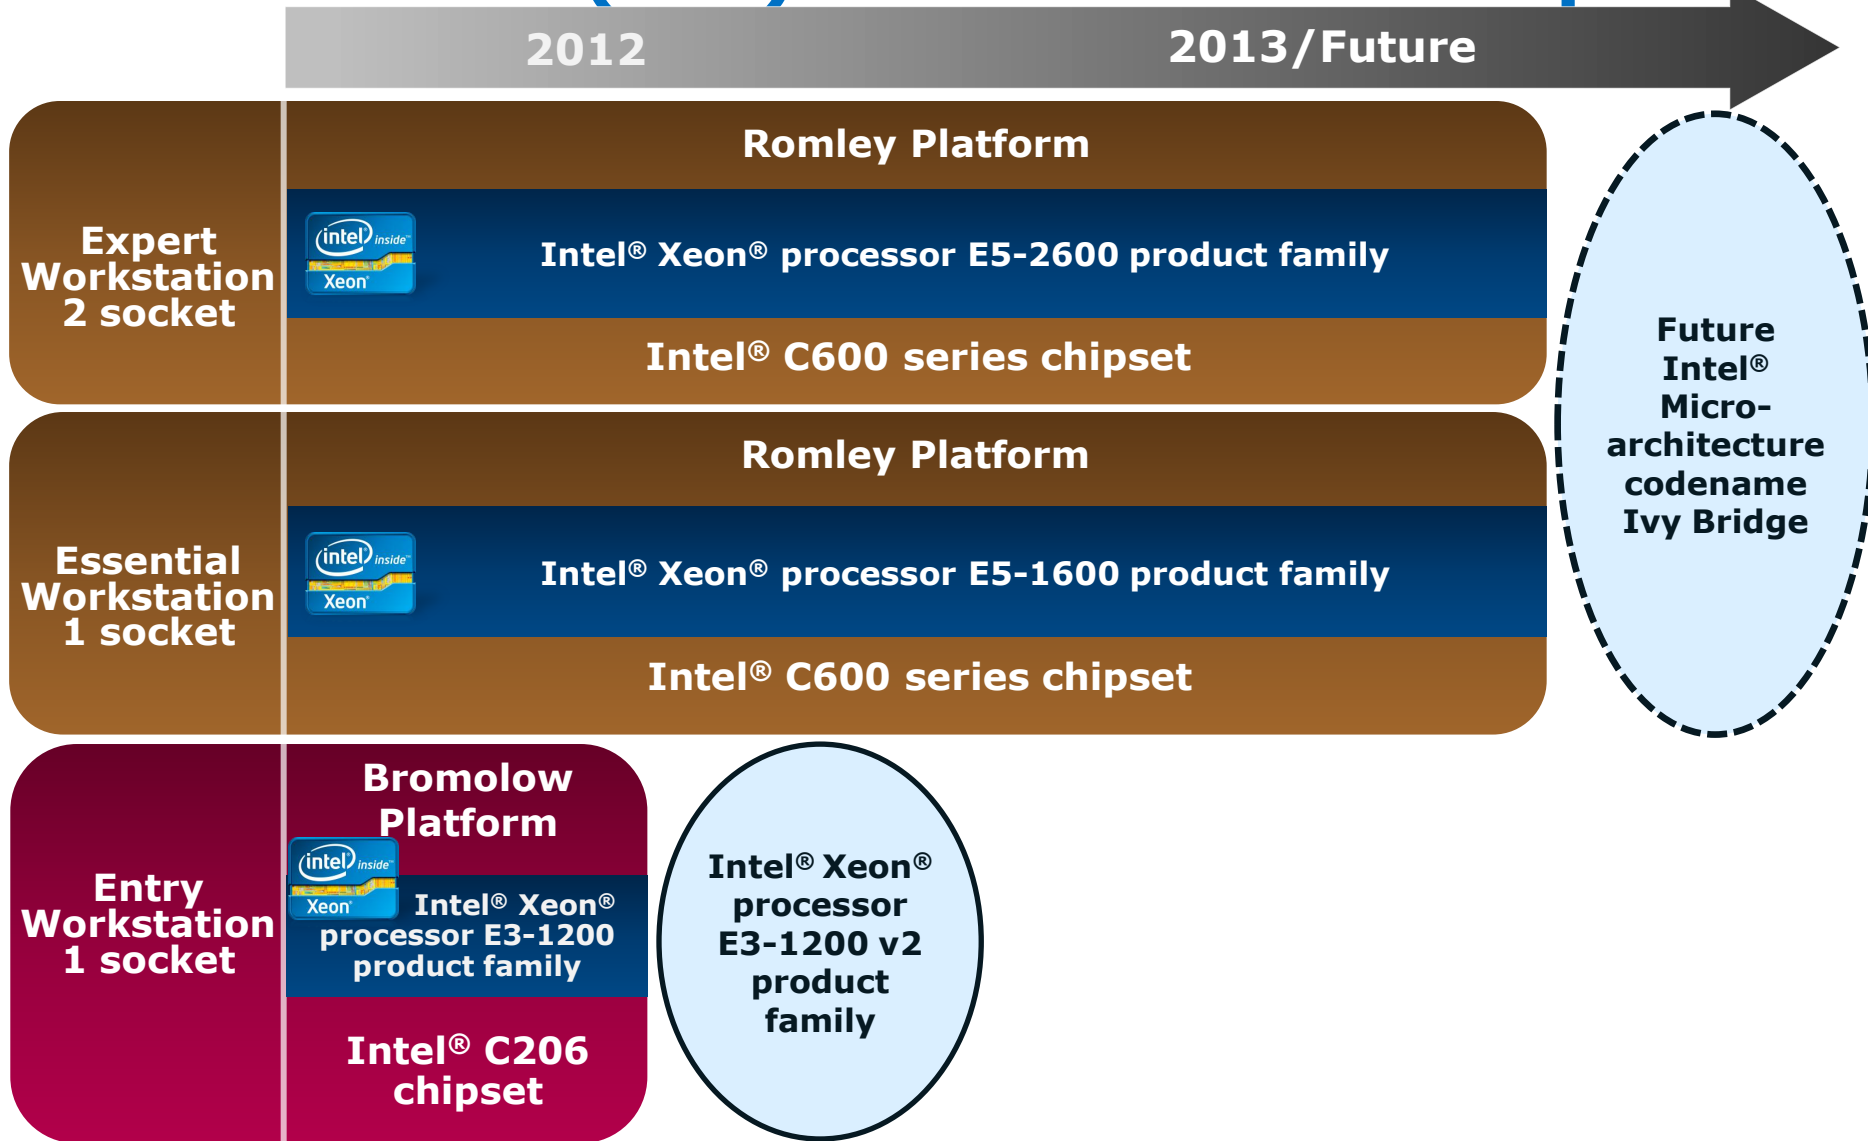 2012
2013/Future
Expert
Workstation
2 socket
Romley Platform
intel inside™
Xeon®
Intel® Xeon® processor E5-2600 product family
Intel® C600 series chipset
Future
Intel®
Micro-
architecture
codename
Ivy Bridge
Essential
Workstation
1 socket
Romley Platform
intel inside™
Xeon®
Intel® Xeon® processor E5-1600 product family
Intel® C600 series chipset
Entry
Workstation
1 socket
Bromolow
Platform
intel inside™
Xeon®
Intel® Xeon®
processor E3-1200
product family
Intel® C206
chipset
Intel® Xeon®
processor
E3-1200 v2
product
family